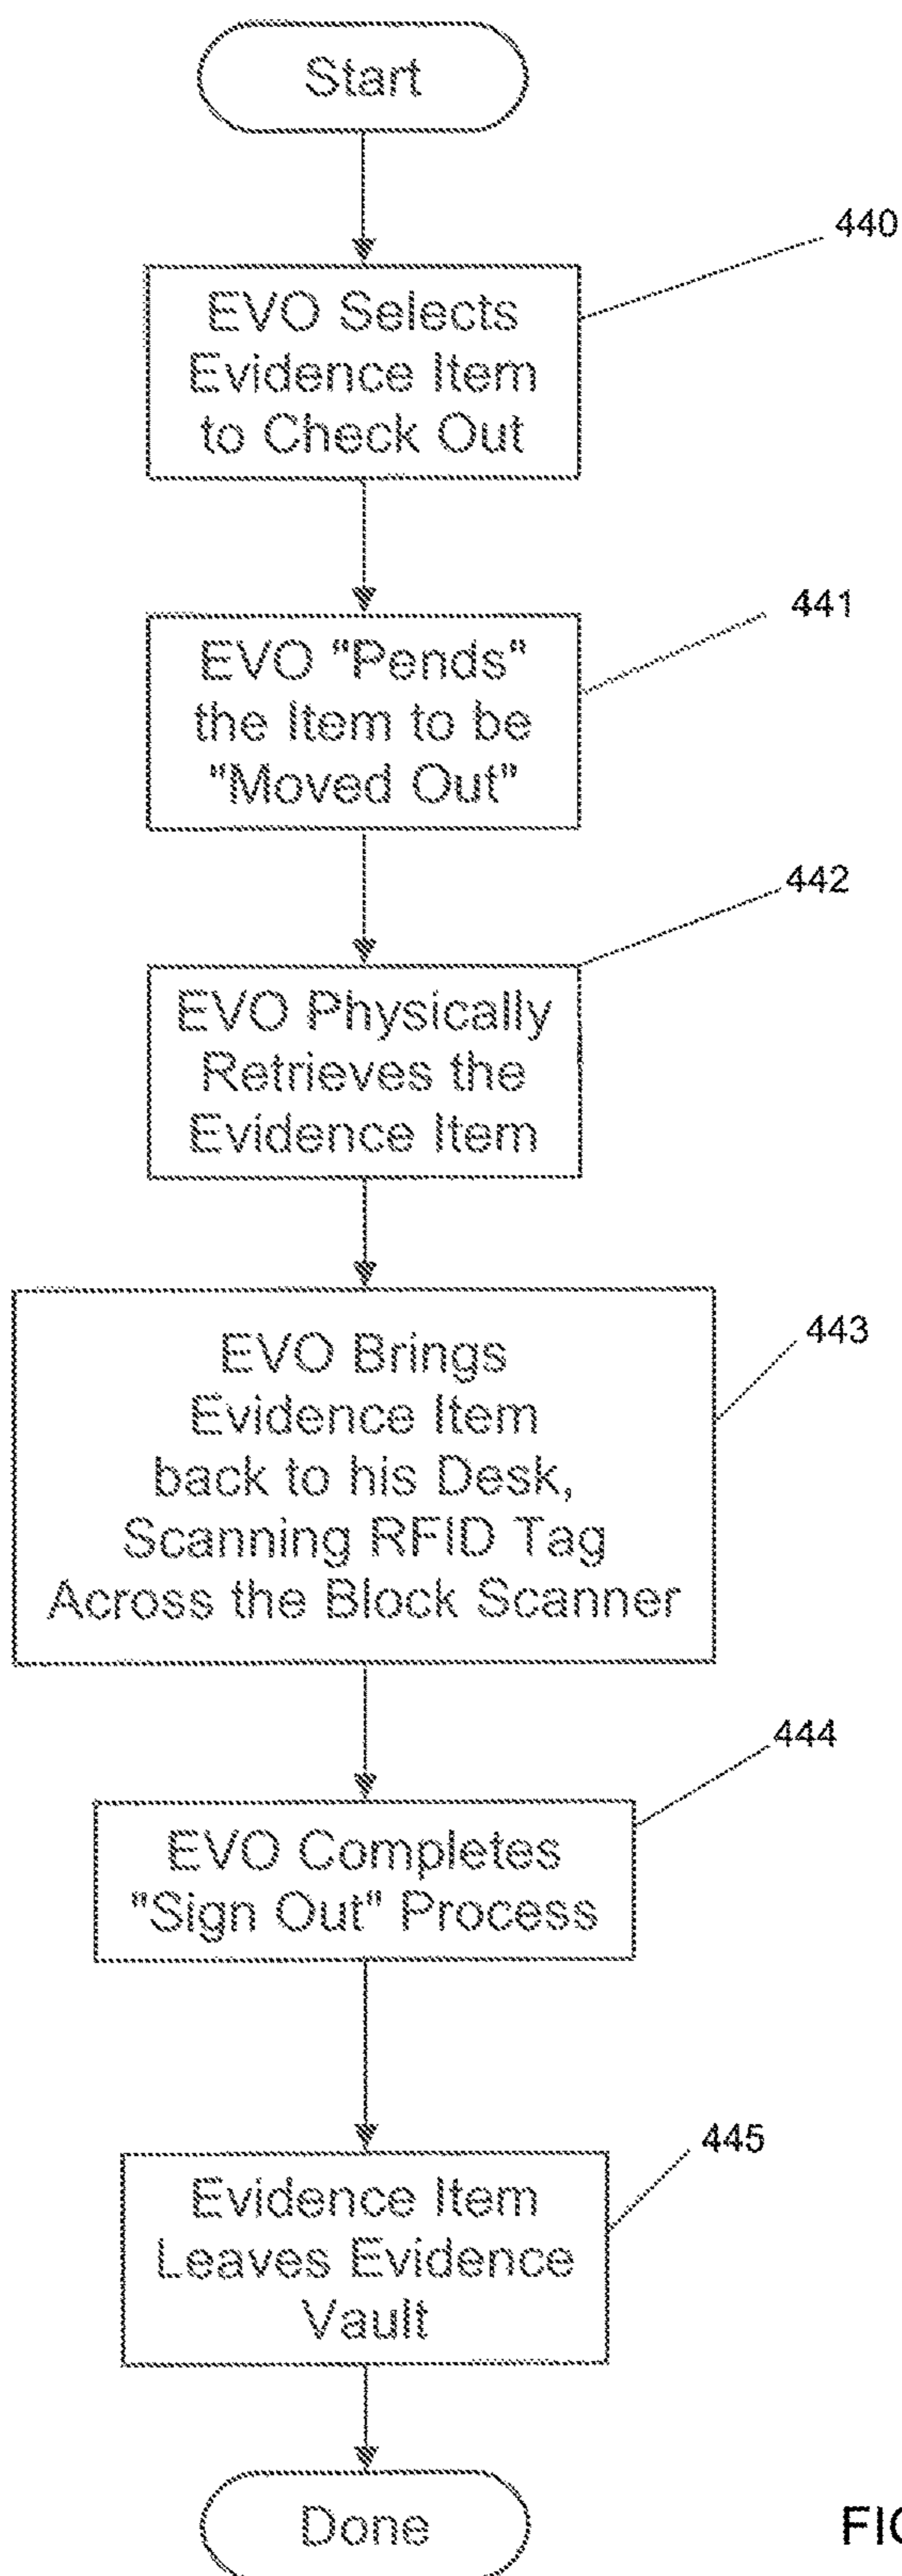 Start
440
EVO Selects
Evidence Item
to Check Out
441
EVO "Pends"
the Item to be
"Moved Out"
442
EVO Physically
Retrieves the
Evidence Item
443
EVO Brings
Evidence Item
back to his Desk,
Scanning RFID Tag
Across the Block Scanner
444
EVO Completes
"Sign Out" Process
445
Evidence Item
Leaves Evidence
Vault
Done